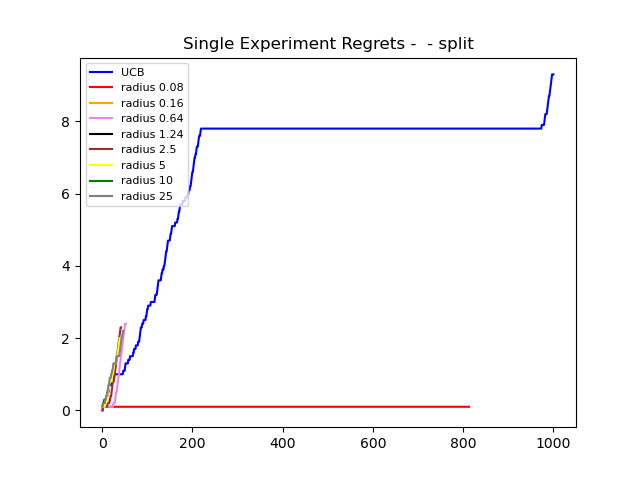 Single Experiment Regrets -  - split
UCB
radius 0.08
radius 0.16
radius 0.64
radius 1.24
radius 2.5
radius 5
radius 10
radius 25
8
6
4
2
0
0 200 400 600 800 1000